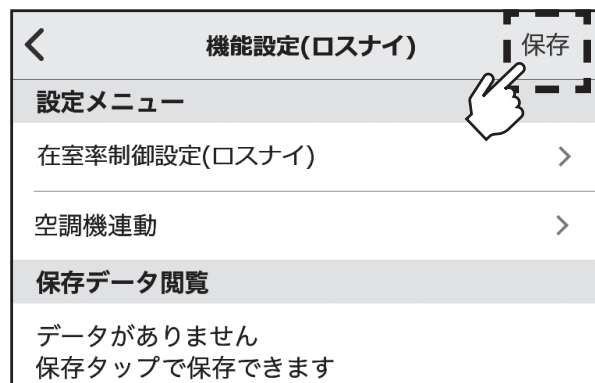 機能設定(ロスナイ) 保存
設定メニュー
在室率制御設定(ロスナイ)
空調機連動
保存データ閲覧
データがありません
保存タップで保存できます